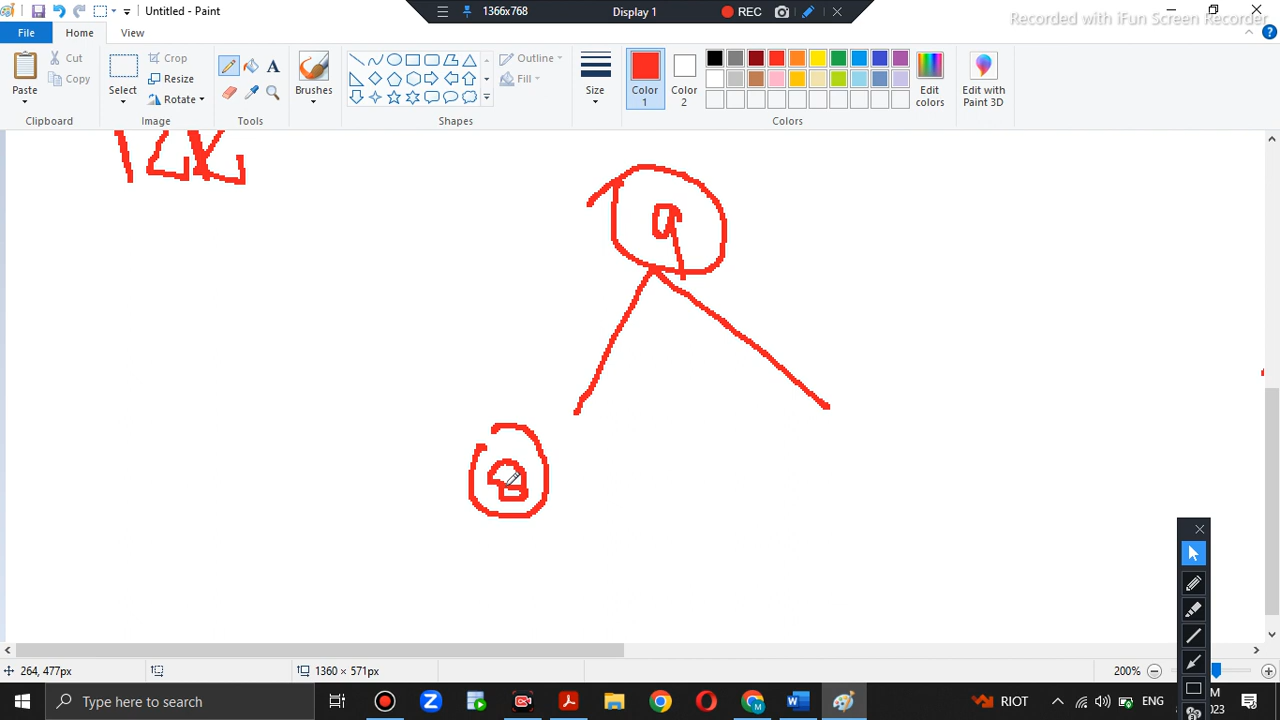 Untitled - Paint
1366x768
Display 1
REC
Recorded with iFun Screen Recorder
File
Home
View
Paste
Cut
Copy
Clipboard
Select
Crop
Resize
Rotate
Image
Tools
Brushes
Outline
Fill
Shapes
Size
Color 1
Color 2
Edit colors
Colors
Edit with Paint 3D
264, 477px
1360 × 571px
200%
Type here to search
RIOT
ENG